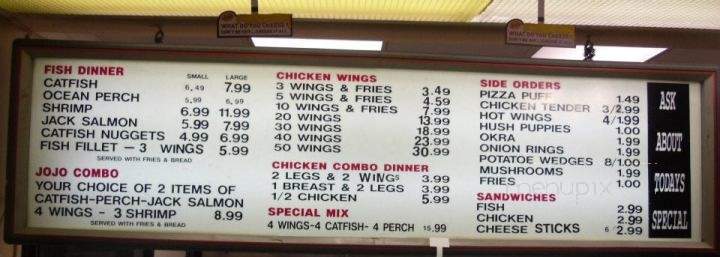 WHAT DO YOU CHOOSE?
WHAT DO YOU CHOOSE?
FISH DINNER SMALL LARGE
CATFISH 6,49 7.99
OCEAN PERCH 5,99 6,99
SHRIMP 6.99 11.99
JACK SALMON 5.99 7.99
CATFISH NUGGETS 4.99 6.99
FISH FILLET - 3 WINGS 5.99
SERVED WITH FRIES & BREAD
JOJO COMBO
YOUR CHOICE OF 2 ITEMS OF
CATFISH-PERCH-JACK SALMON
4 WINGS - 3 SHRIMP 8.99
SERVED WITH FRIES & BREAD
CHICKEN WINGS
3 WINGS & FRIES 3.49
5 WINGS & FRIES 4.59
10 WINGS & FRIES 7.99
20 WINGS 13.99
30 WINGS 18.99
40 WINGS 23.99
50 WINGS 30.99
CHICKEN COMBO DINNER
2 LEGS & 2 WINGS 3.99
1 BREAST & 2 LEGS 3.99
1/2 CHICKEN 5.99
SPECIAL MIX
4 WINGS-4 CATFISH- 4 PERCH 15.99
SIDE ORDERS
PIZZA PUFF 1.49
CHICKEN TENDER 3/2.99
HOT WINGS 4/1.99
HUSH PUPPIES 1.00
OKRA 1.99
ONION RINGS 1.99
POTATOE WEDGES 8/1.00
MUSHROOMS 1.99
FRIES 1.00
SANDWICHES
FISH 2.99
CHICKEN 2.99
CHEESE STICKS 6/2.99
ASK
ABOUT
TODAYS
SPECIAL
menupix